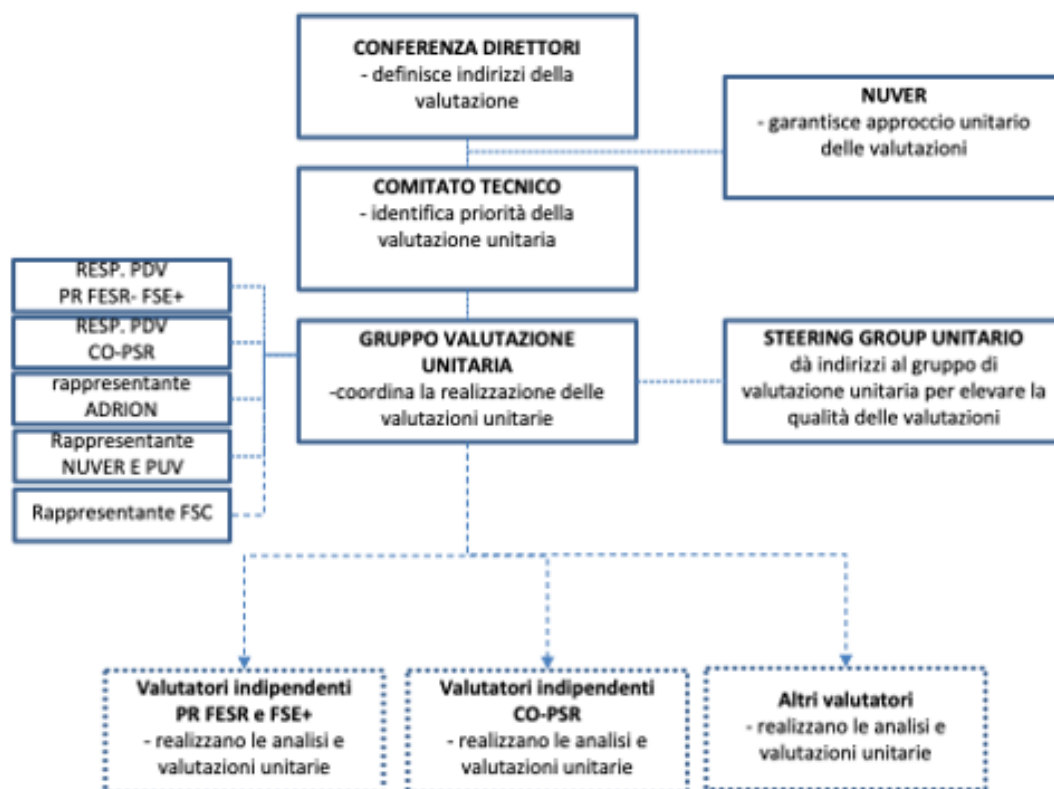 CONFERENZA DIRETTORI
- definisce indirizzi della
valutazione
NUVER
- garantisce approccio unitario
delle valutazioni
COMITATO TECNICO
- identifica priorità della
valutazione unitaria
RESP. PDV
PR FESR- FSE+
RESP. PDV
CO-PSR
rappresentante
ADRION
Rappresentante
NUVER E PUV
Rappresentante FSC
GRUPPO VALUTAZIONE
UNITARIA
-coordina la realizzazione delle
valutazioni unitarie
STEERING GROUP UNITARIO
dà indirizzi al gruppo di
valutazione unitaria per elevare la
qualità delle valutazioni
Valutatori indipendenti
PR FESR e FSE+
- realizzano le analisi e
valutazioni unitarie
Valutatori indipendenti
CO-PSR
- realizzano le analisi e
valutazioni unitarie
Altri valutatori
- realizzano le analisi e
valutazioni unitarie